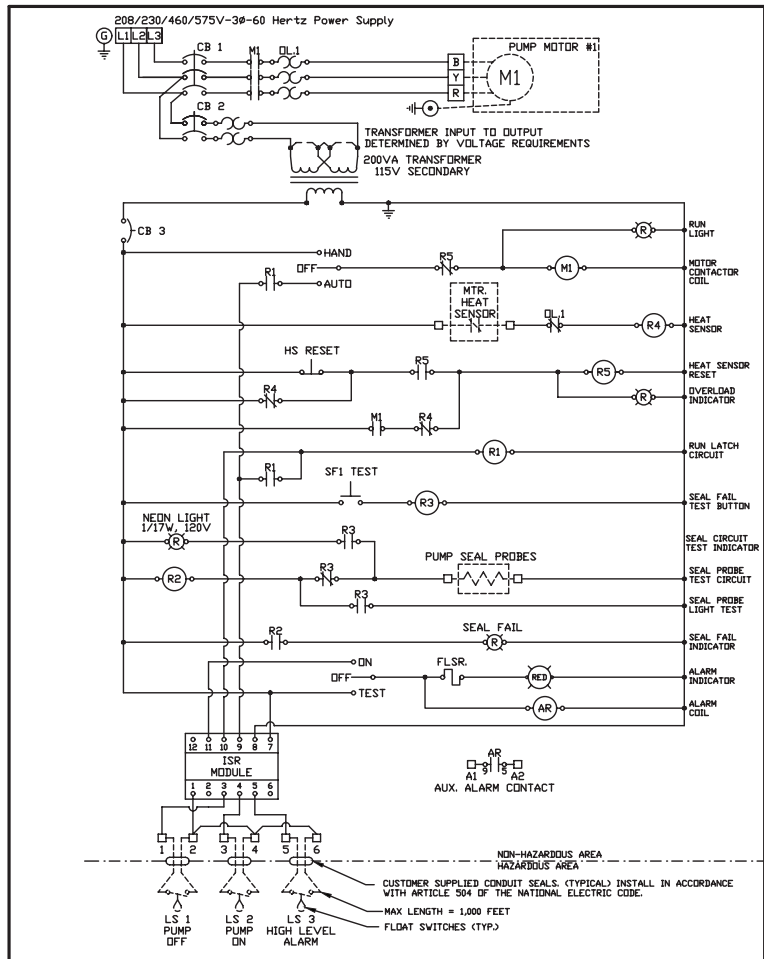 208/230/460/575V-3ø-60 Hertz Power Supply
G L1 L2 L3
CB 1
M1
OL.1
PUMP MOTOR #1
B
Y
R
M1
CB 2
TRANSFORMER INPUT TO OUTPUT
DETERMINED BY VOLTAGE REQUIREMENTS
200VA TRANSFORMER
115V SECONDARY
CB 3
R
RUN
LIGHT
HAND
OFF
AUTO
R1
R5
M1
MOTOR
CONTACTOR
COIL
MTR.
HEAT
SENSOR
OL.1
R4
HEAT
SENSOR
HS RESET
R5
R5
HEAT SENSOR
RESET
R4
R
OVERLOAD
INDICATOR
M1
R4
R1
RUN LATCH
CIRCUIT
R1
SF1 TEST
R3
SEAL FAIL
TEST BUTTON
NEON LIGHT
1/17W, 120V
R
R3
SEAL CIRCUIT
TEST INDICATOR
R2
R3
PUMP SEAL PROBES
SEAL PROBE
TEST CIRCUIT
R3
SEAL PROBE
LIGHT TEST
R2
SEAL FAIL
R
SEAL FAIL
INDICATOR
ON
OFF
TEST
FLSR.
RED
ALARM
INDICATOR
AR
ALARM
COIL
12 11 10 9 8 7
ISR
MODULE
1 2 3 4 5 6
AR
A1 9 5 A2
AUX. ALARM CONTACT
1 2 3 4 5 6
NON-HAZARDOUS AREA
HAZARDOUS AREA
CUSTOMER SUPPLIED CONDUIT SEALS. (TYPICAL) INSTALL IN ACCORDANCE
WITH ARTICLE 504 OF THE NATIONAL ELECTRIC CODE.
MAX LENGTH = 1,000 FEET
FLOAT SWITCHES (TYP.)
LS 1
PUMP
OFF
LS 2
PUMP
ON
LS 3
HIGH LEVEL
ALARM